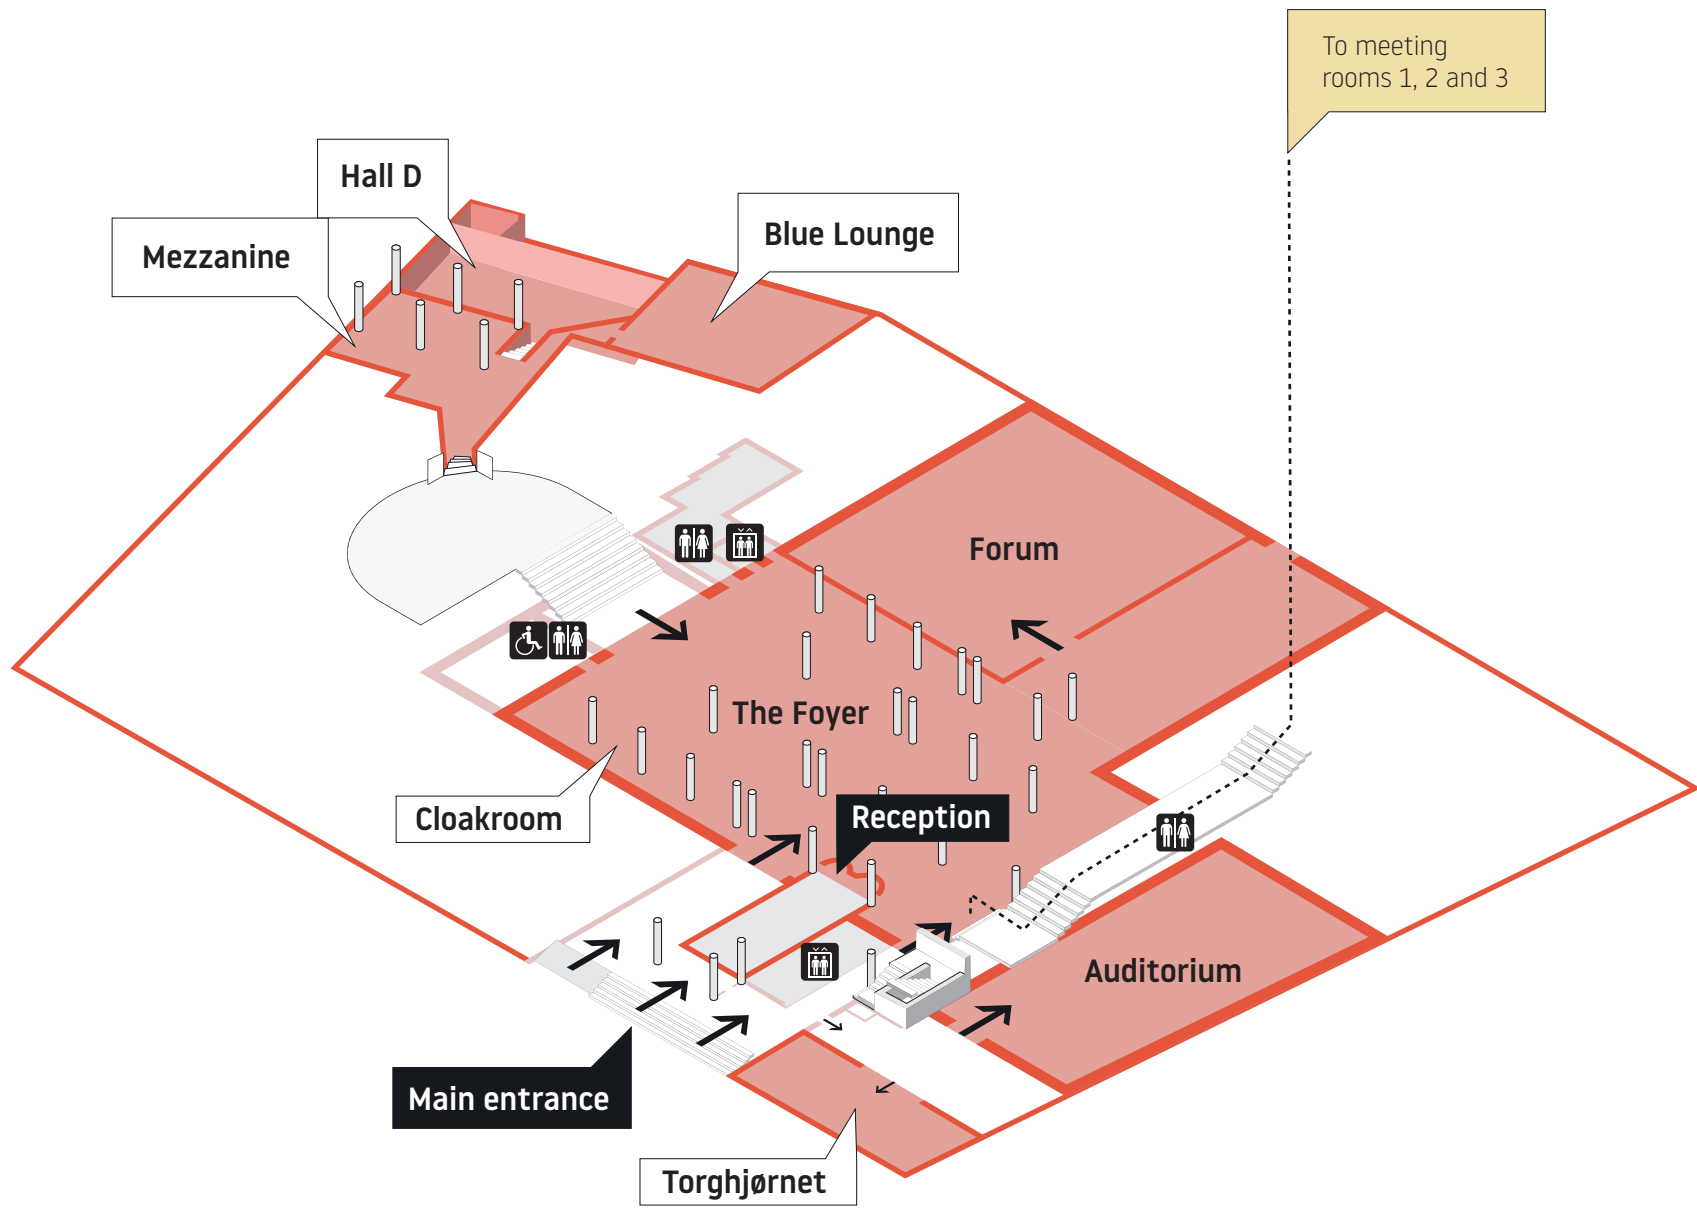 To meeting
rooms 1, 2 and 3
Hall D
Mezzanine
Blue Lounge
Forum
The Foyer
Cloakroom
Reception
Auditorium
Main entrance
Torghjørnet